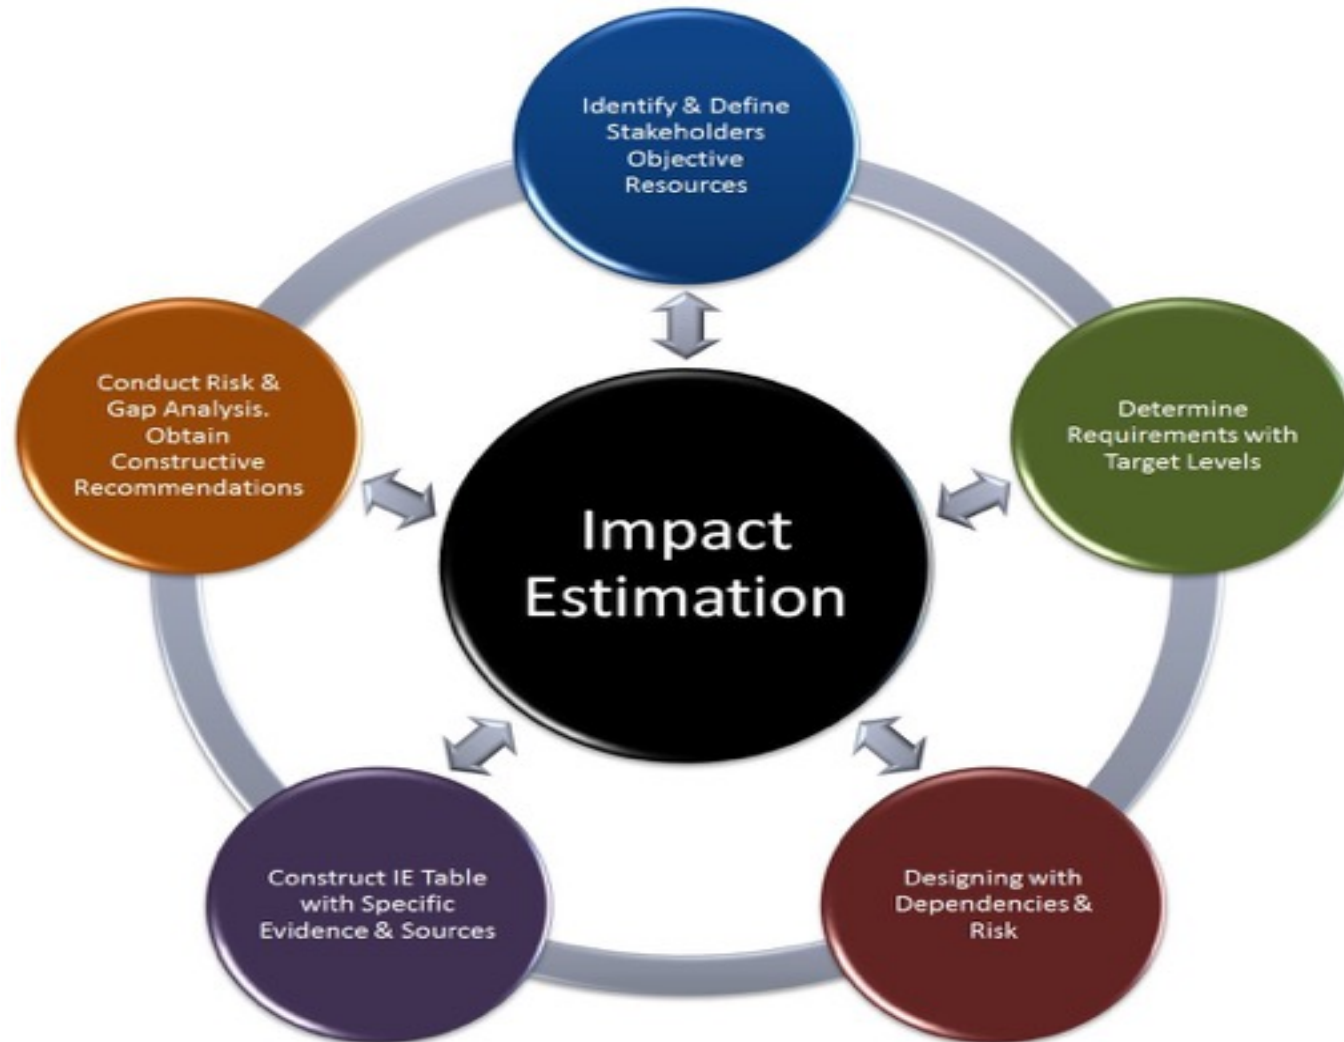 Identify & Define
Stakeholders
Objective
Resources
Determine
Requirements with
Target Levels
Designing with
Dependencies &
Risk
Construct IE Table
with Specific
Evidence & Sources
Conduct Risk &
Gap Analysis.
Obtain
Constructive
Recommendations
Impact
Estimation